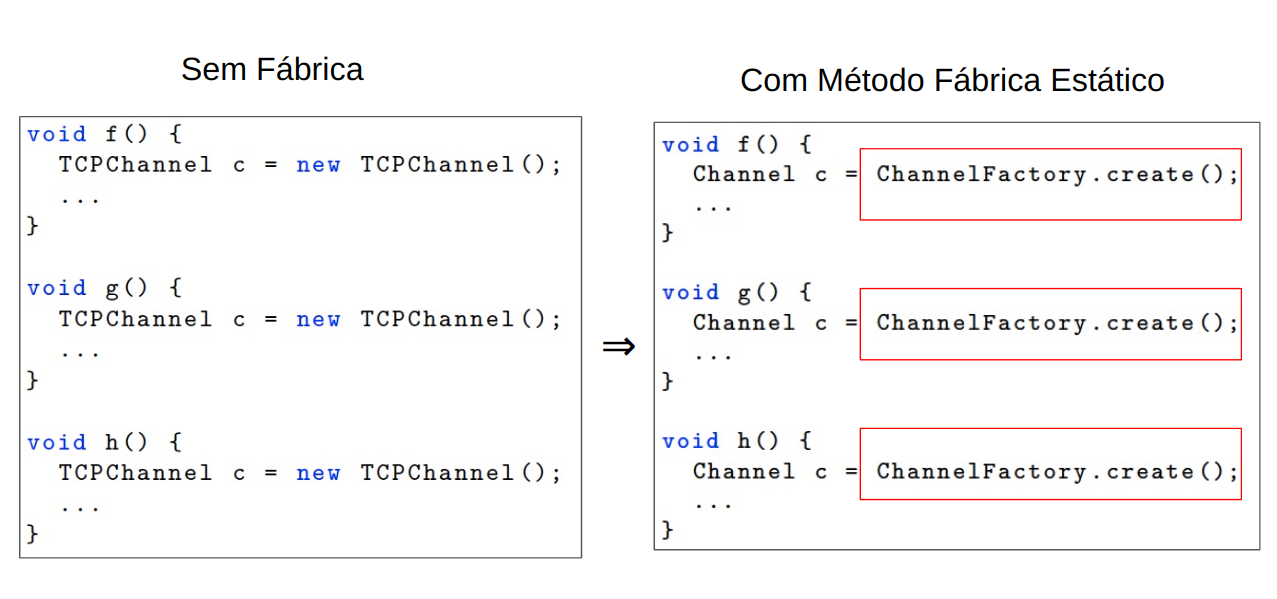 Sem Fábrica
void f() {
  TCPChannel c = new TCPChannel();
  ...
}
void g() {
  TCPChannel c = new TCPChannel();
  ...
}
void h() {
  TCPChannel c = new TCPChannel();
  ...
}
⇒
Com Método Fábrica Estático
void f() {
  Channel c = ChannelFactory.create();
  ...
}
void g() {
  Channel c = ChannelFactory.create();
  ...
}
void h() {
  Channel c = ChannelFactory.create();
  ...
}